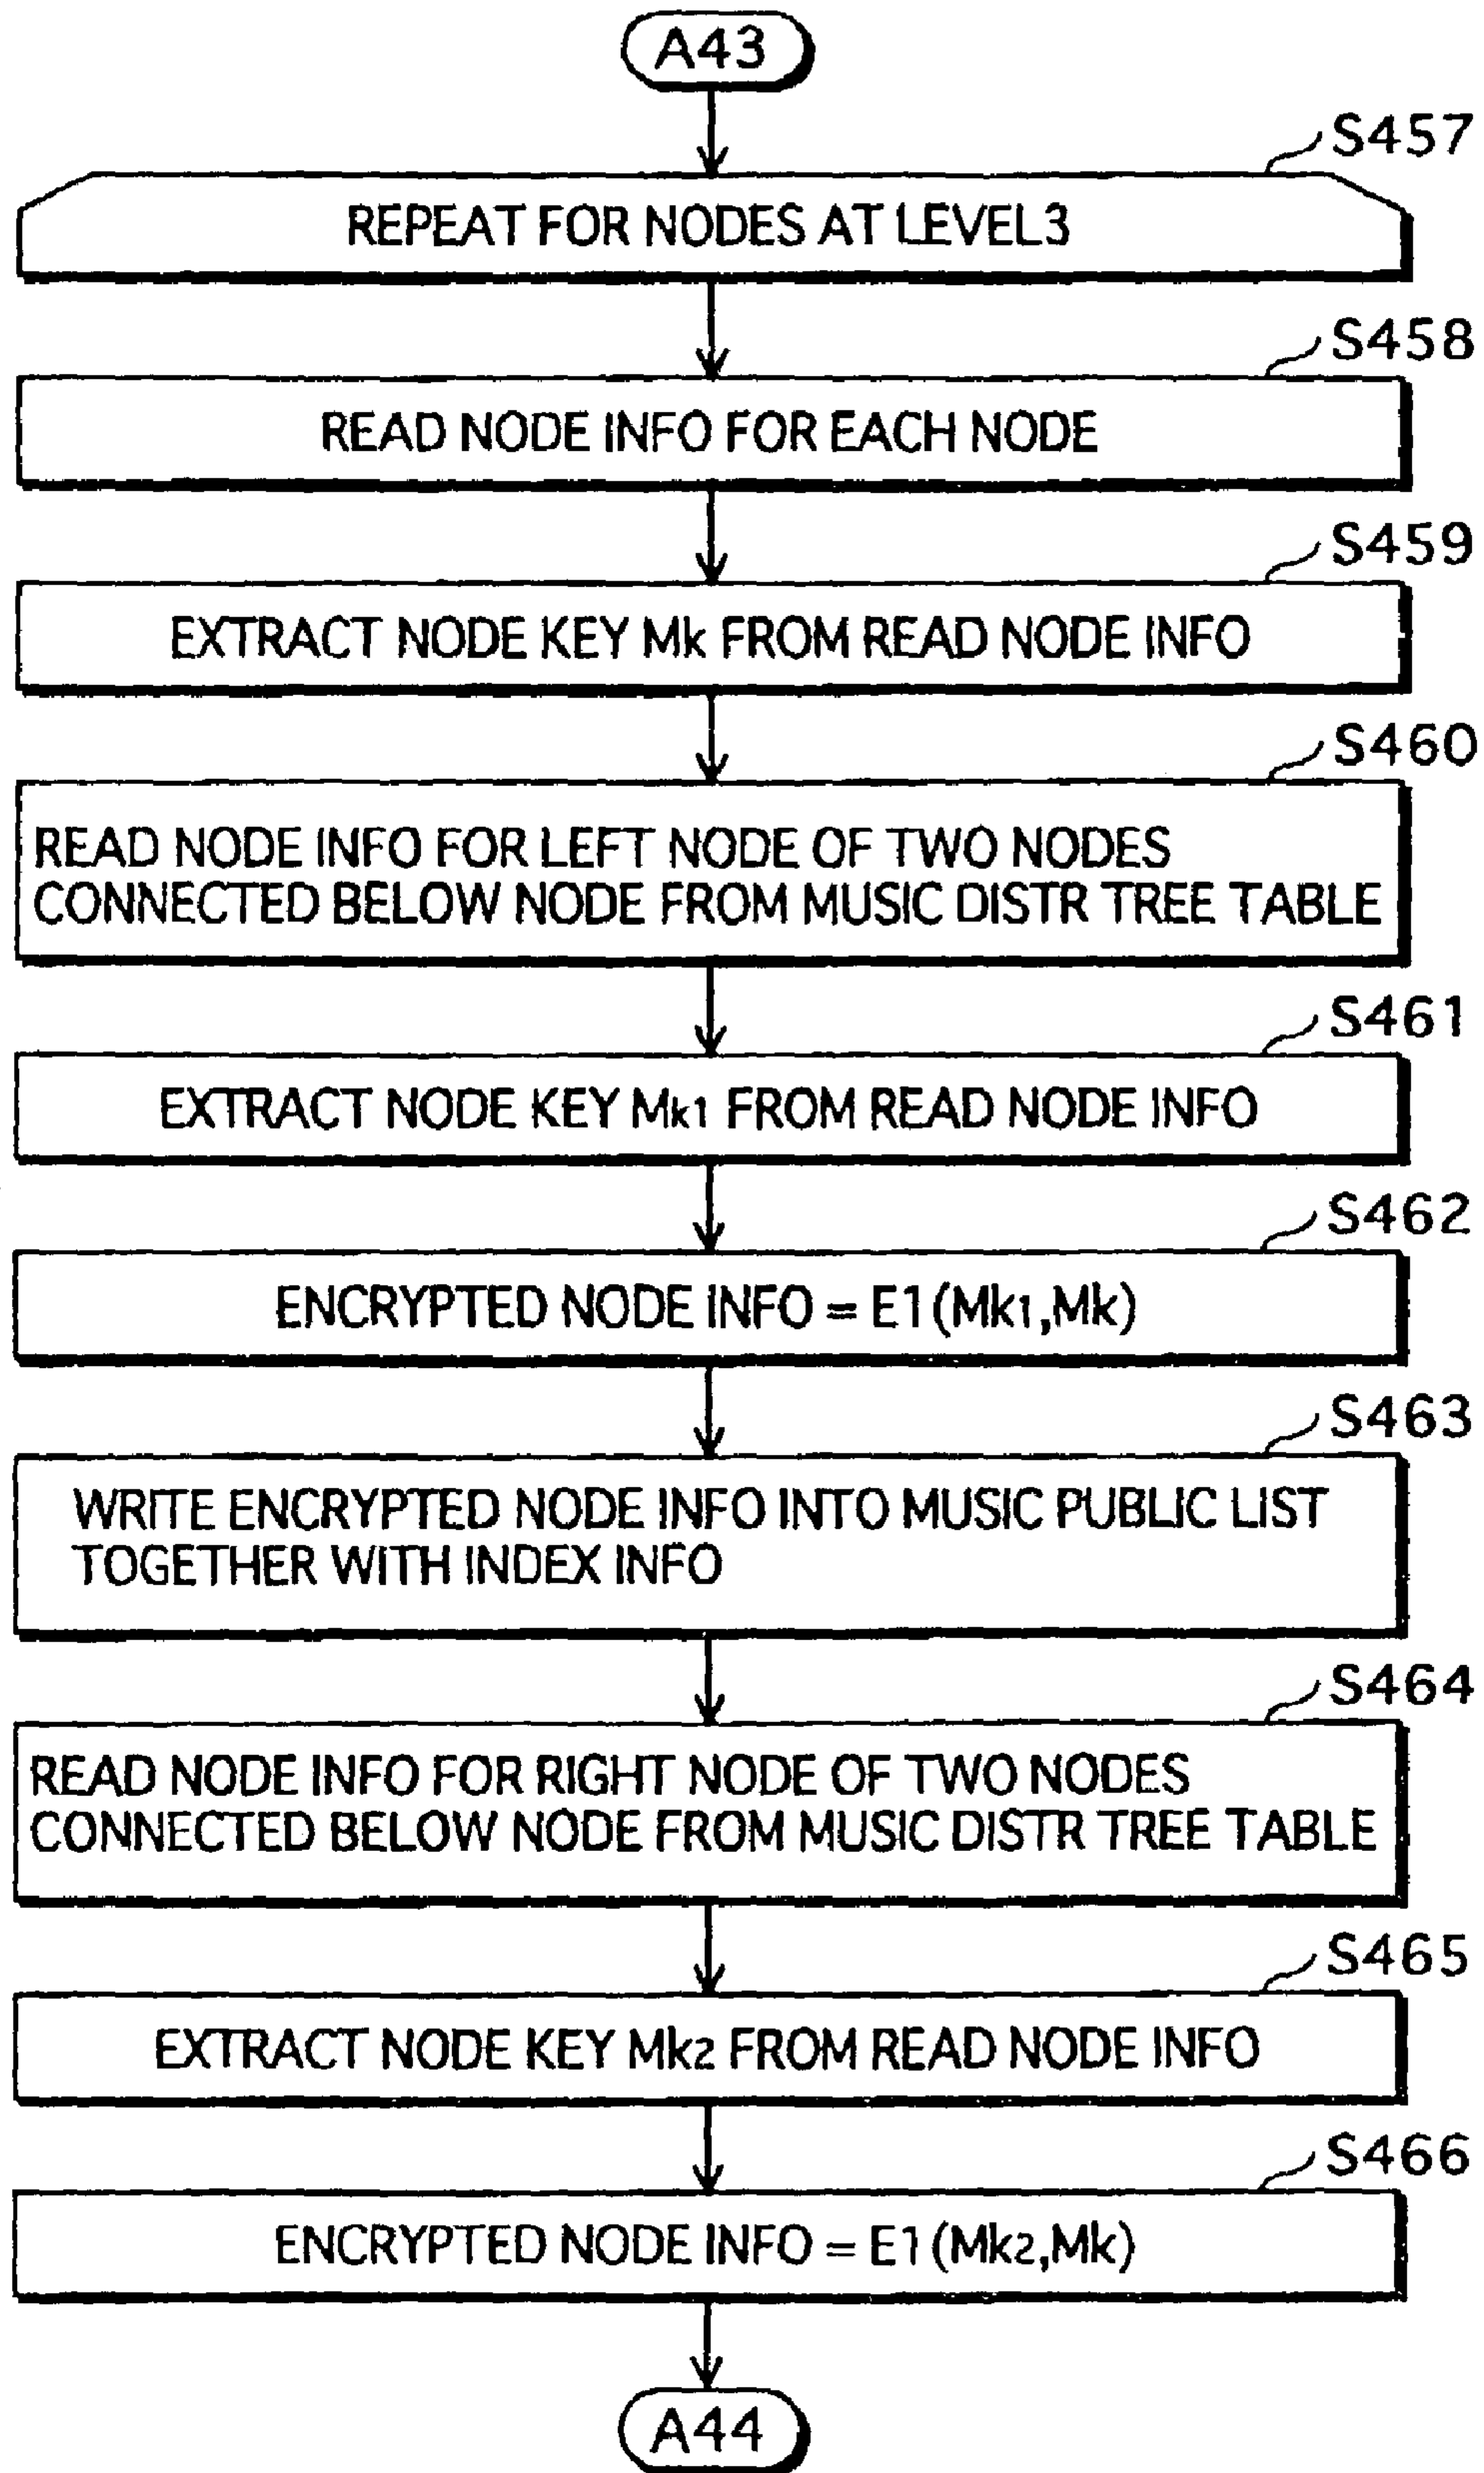 A43
S457
REPEAT FOR NODES AT LEVEL3
S458
READ NODE INFO FOR EACH NODE
S459
EXTRACT NODE KEY Mk FROM READ NODE INFO
S460
READ NODE INFO FOR LEFT NODE OF TWO NODES
CONNECTED BELOW NODE FROM MUSIC DISTR TREE TABLE
S461
EXTRACT NODE KEY Mk1 FROM READ NODE INFO
S462
ENCRYPTED NODE INFO = E1(Mk1,Mk)
S463
WRITE ENCRYPTED NODE INFO INTO MUSIC PUBLIC LIST
TOGETHER WITH INDEX INFO
S464
READ NODE INFO FOR RIGHT NODE OF TWO NODES
CONNECTED BELOW NODE FROM MUSIC DISTR TREE TABLE
S465
EXTRACT NODE KEY Mk2 FROM READ NODE INFO
S466
ENCRYPTED NODE INFO = E1(Mk2,Mk)
A44